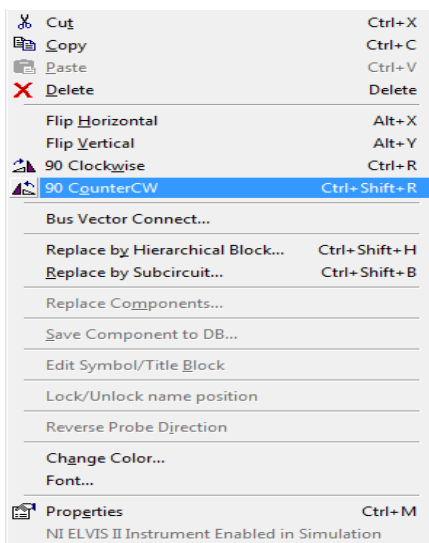 Cut Ctrl+X
Copy Ctrl+C
Paste Ctrl+V
Delete Delete
Flip Horizontal Alt+X
Flip Vertical Alt+Y
90 Clockwise Ctrl+R
90 CounterCW Ctrl+Shift+R
Bus Vector Connect...
Replace by Hierarchical Block... Ctrl+Shift+H
Replace by Subcircuit... Ctrl+Shift+B
Replace Components...
Save Component to DB...
Edit Symbol/Title Block
Lock/Unlock name position
Reverse Probe Direction
Change Color...
Font...
Properties Ctrl+M
NI ELVIS II Instrument Enabled in Simulation